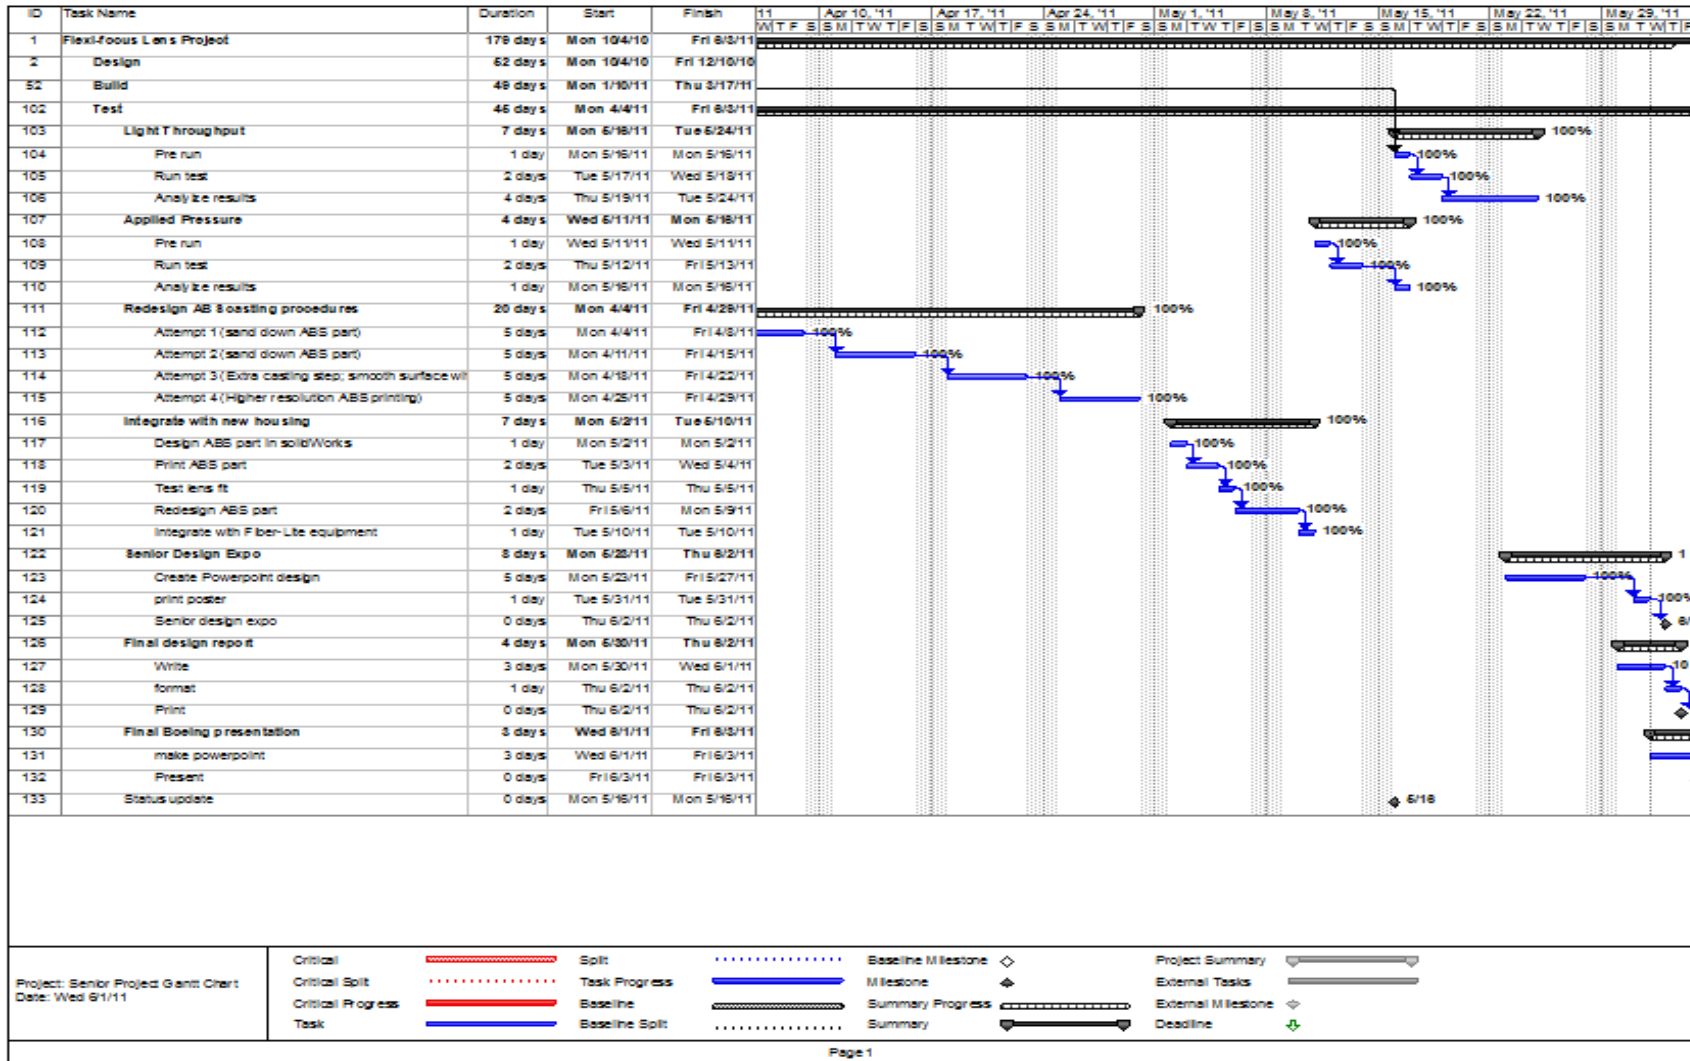 ID Task Name Duration Start Finish 11 Apr 10, '11 Apr 17, '11 Apr 24, '11 May 1, '11 May 8, '11 May 15, '11 May 22, '11 May 29, '11
W T F S S M T W T F S S M T W T F S S M T W T F S S M T W T F S S M T W T F S S M T W T F S S M T W T F S S M T W T F S S M T W T F
1 Flexi-focus Lens Project 179 days Mon 10/4/10 Fri 6/3/11
2 Design 52 days Mon 10/4/10 Fri 12/10/10
52 Build 49 days Mon 1/10/11 Thu 3/17/11
102 Test 45 days Mon 4/4/11 Fri 6/3/11
103 Light Throughput 7 days Mon 5/16/11 Tue 5/24/11 100%
104 Pre run 1 day Mon 5/16/11 Mon 5/16/11 100%
105 Run test 2 days Tue 5/17/11 Wed 5/18/11 100%
106 Analyze results 4 days Thu 5/19/11 Tue 5/24/11 100%
107 Applied Pressure 4 days Wed 5/11/11 Mon 5/16/11 100%
108 Pre run 1 day Wed 5/11/11 Wed 5/11/11 100%
109 Run test 2 days Thu 5/12/11 Fri 5/13/11 100%
110 Analyze results 1 day Mon 5/16/11 Mon 5/16/11 100%
111 Redesign ABS casting procedures 20 days Mon 4/4/11 Fri 4/29/11 100%
112 Attempt 1 (sand down ABS part) 5 days Mon 4/4/11 Fri 4/8/11 100%
113 Attempt 2 (sand down ABS part) 5 days Mon 4/11/11 Fri 4/15/11 100%
114 Attempt 3 (Extra casting step; smooth surface wit 5 days Mon 4/18/11 Fri 4/22/11 100%
115 Attempt 4 (Higher resolution ABS printing) 5 days Mon 4/25/11 Fri 4/29/11 100%
116 Integrate with new housing 7 days Mon 5/2/11 Tue 5/10/11 100%
117 Design ABS part in solidWorks 1 day Mon 5/2/11 Mon 5/2/11 100%
118 Print ABS part 2 days Tue 5/3/11 Wed 5/4/11 100%
119 Test lens fit 1 day Thu 5/5/11 Thu 5/5/11 100%
120 Redesign ABS part 2 days Fri 5/6/11 Mon 5/9/11 100%
121 Integrate with Fiber-Lite equipment 1 day Tue 5/10/11 Tue 5/10/11 100%
122 Senior Design Expo 8 days Mon 5/23/11 Thu 6/2/11 1
123 Create Powerpoint design 5 days Mon 5/23/11 Fri 5/27/11 100%
124 print poster 1 day Tue 5/31/11 Tue 5/31/11 100%
125 Senior design expo 0 days Thu 6/2/11 Thu 6/2/11 6/
126 Final design report 4 days Mon 5/30/11 Thu 6/2/11
127 Write 3 days Mon 5/30/11 Wed 6/1/11 10
128 format 1 day Thu 6/2/11 Thu 6/2/11
129 Print 0 days Thu 6/2/11 Thu 6/2/11
130 Final Boeing presentation 3 days Wed 6/1/11 Fri 6/3/11
131 make powerpoint 3 days Wed 6/1/11 Fri 6/3/11
132 Present 0 days Fri 6/3/11 Fri 6/3/11
133 Status update 0 days Mon 5/16/11 Mon 5/16/11 5/16
Project: Senior Project Gantt Chart
Date: Wed 6/1/11
Critical Split Baseline Milestone Project Summary
Critical Split Task Progress Milestone External Tasks
Critical Progress Baseline Summary Progress External Milestone
Task Baseline Split Summary Deadline
Page 1